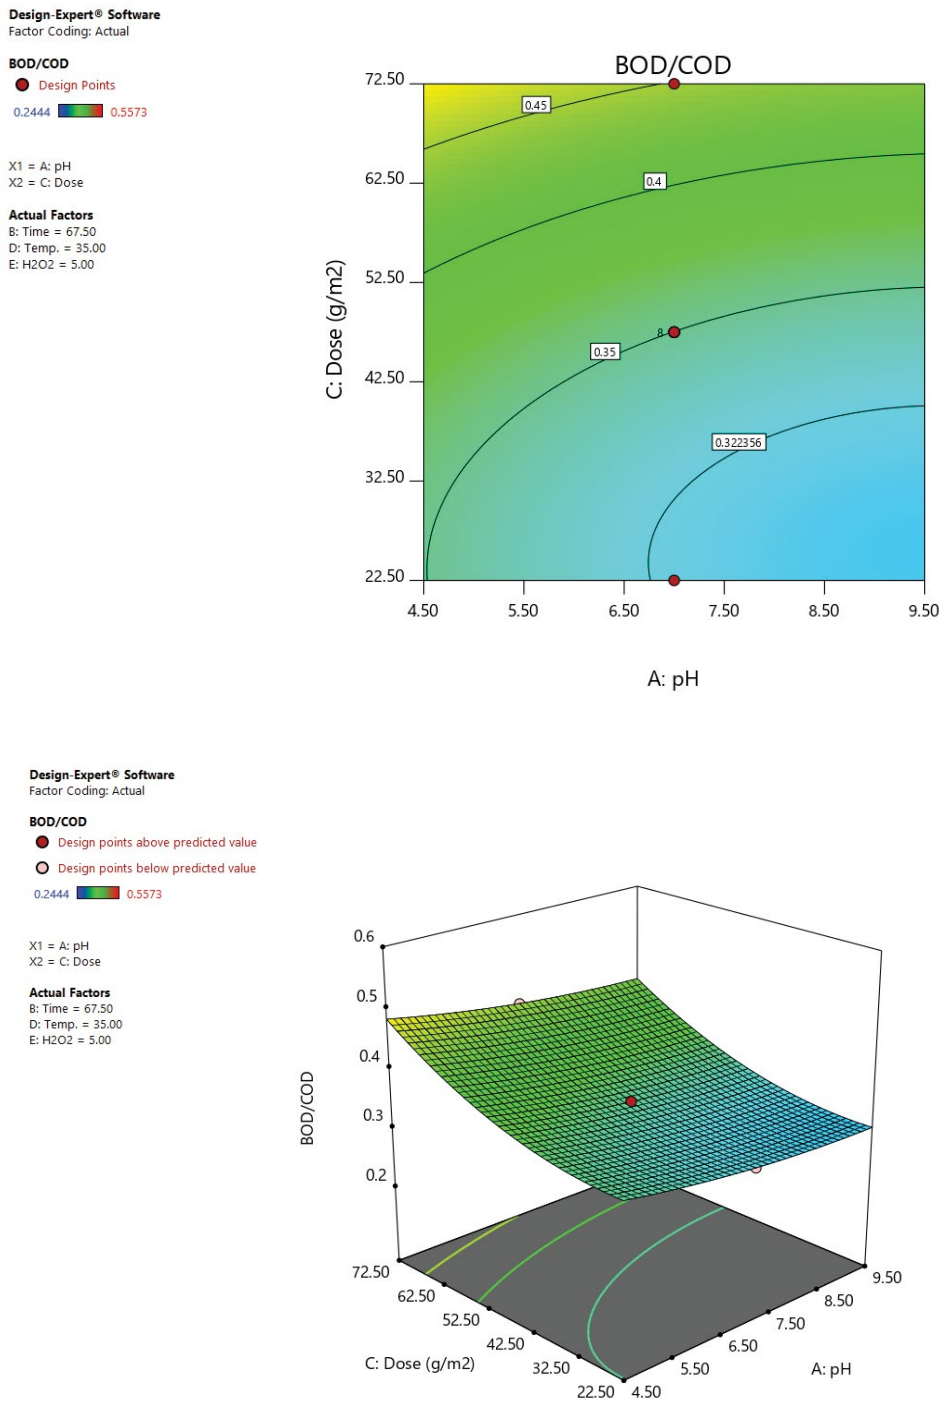 Design-Expert® Software
Factor Coding: Actual
BOD/COD
Design Points
0.2444 0.5573
X1 = A: pH
X2 = C: Dose
Actual Factors
B: Time = 67.50
D: Temp. = 35.00
E: H2O2 = 5.00
BOD/COD
C: Dose (g/m2)
72.50
62.50
52.50
42.50
32.50
22.50
0.45
0.4
8
0.35
0.322356
4.50 5.50 6.50 7.50 8.50 9.50
A: pH
Design-Expert® Software
Factor Coding: Actual
BOD/COD
Design points above predicted value
Design points below predicted value
0.2444 0.5573
X1 = A: pH
X2 = C: Dose
Actual Factors
B: Time = 67.50
D: Temp. = 35.00
E: H2O2 = 5.00
BOD/COD
0.6
0.5
0.4
0.3
0.2
72.50
62.50
52.50
42.50
32.50
22.50
C: Dose (g/m2)
4.50
5.50
6.50
7.50
8.50
9.50
A: pH